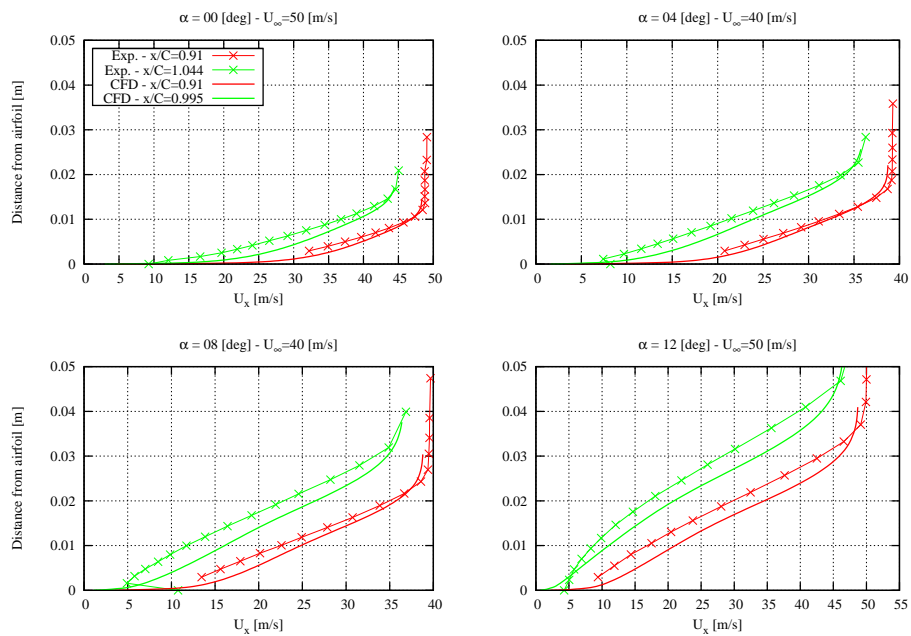 α = 00 [deg] - U∞=50 [m/s]
0.05
0.04
0.03
0.02
0.01
0
Distance from airfoil [m]
Exp. - x/C=0.91
Exp. - x/C=1.044
CFD - x/C=0.91
CFD - x/C=0.995
0 5 10 15 20 25 30 35 40 45 50
Ux [m/s]
α = 04 [deg] - U∞=40 [m/s]
0.05
0.04
0.03
0.02
0.01
0
0 5 10 15 20 25 30 35 40
Ux [m/s]
α = 08 [deg] - U∞=40 [m/s]
0.05
0.04
0.03
0.02
0.01
0
Distance from airfoil [m]
0 5 10 15 20 25 30 35 40
Ux [m/s]
α = 12 [deg] - U∞=50 [m/s]
0.05
0.04
0.03
0.02
0.01
0
0 5 10 15 20 25 30 35 40 45 50 55
Ux [m/s]